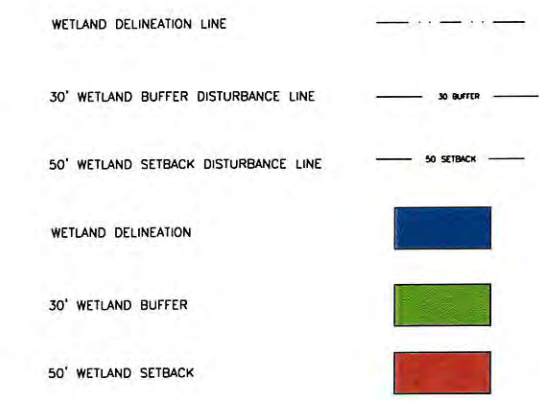 WETLAND DELINEATION LINE
30' WETLAND BUFFER DISTURBANCE LINE 30 BUFFER
50' WETLAND SETBACK DISTURBANCE LINE 50 SETBACK
WETLAND DELINEATION
30' WETLAND BUFFER
50' WETLAND SETBACK